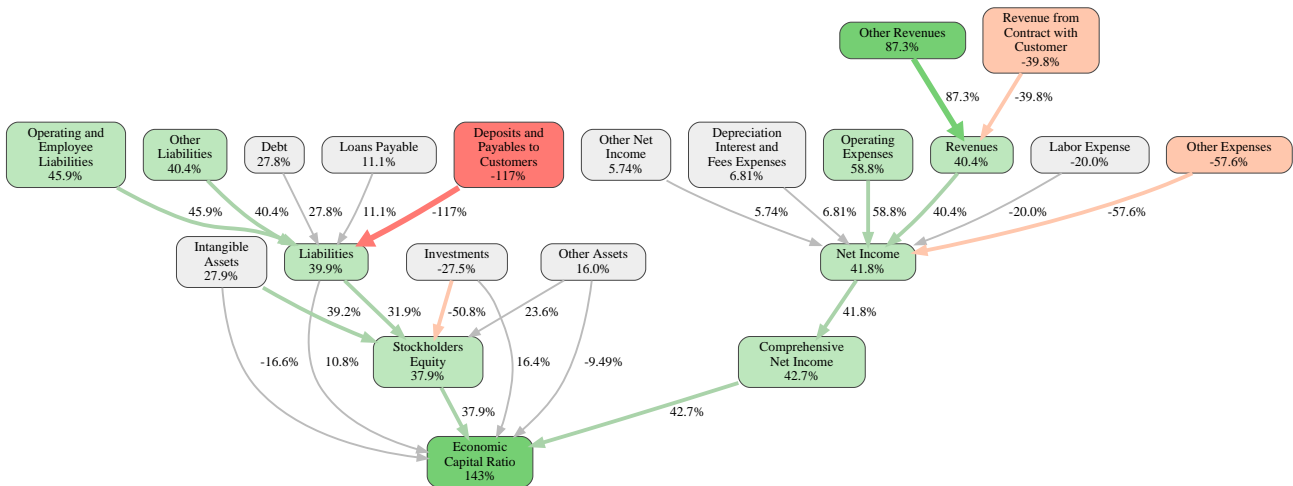 Other Revenues
87.3%
Revenue from
Contract with
Customer
-39.8%
87.3%
-39.8%
Operating and
Employee
Liabilities
45.9%
Other
Liabilities
40.4%
Debt
27.8%
Loans Payable
11.1%
Deposits and
Payables to
Customers
-117%
Other Net
Income
5.74%
Depreciation
Interest and
Fees Expenses
6.81%
Operating
Expenses
58.8%
Revenues
40.4%
Labor Expense
-20.0%
Other Expenses
-57.6%
45.9%
40.4%
27.8%
11.1%
-117%
5.74%
6.81%
58.8%
40.4%
-20.0%
-57.6%
Intangible
Assets
27.9%
Liabilities
39.9%
Investments
-27.5%
Other Assets
16.0%
Net Income
41.8%
39.2%
31.9%
-50.8%
23.6%
41.8%
-16.6%
10.8%
Stockholders
Equity
37.9%
16.4%
-9.49%
Comprehensive
Net Income
42.7%
37.9%
42.7%
Economic
Capital Ratio
143%